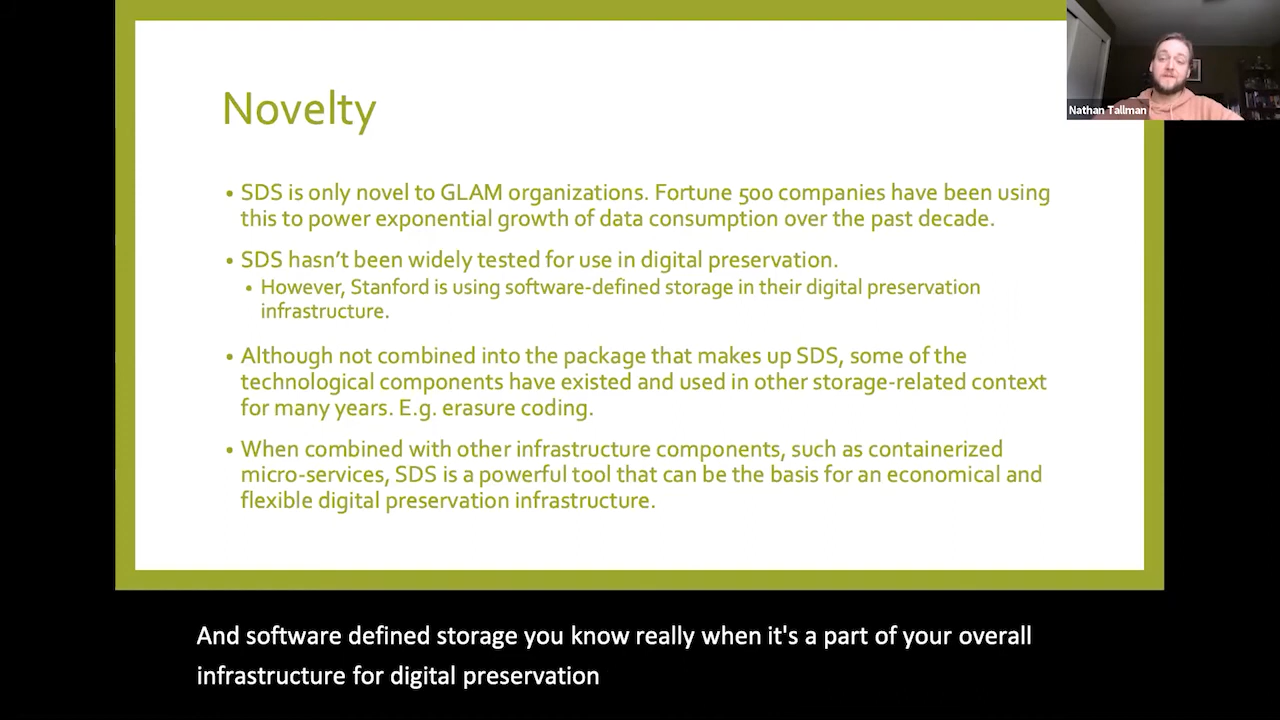 Novelty
Nathan Tallman
• SDS is only novel to GLAM organizations. Fortune 500 companies have been using
this to power exponential growth of data consumption over the past decade.
• SDS hasn't been widely tested for use in digital preservation.
• However, Stanford is using software-defined storage in their digital preservation
infrastructure.
• Although not combined into the package that makes up SDS, some of the
technological components have existed and used in other storage-related context
for many years. E.g. erasure coding.
• When combined with other infrastructure components, such as containerized
micro-services, SDS is a powerful tool that can be the basis for an economical and
flexible digital preservation infrastructure.
And software defined storage you know really when it's a part of your overall
infrastructure for digital preservation